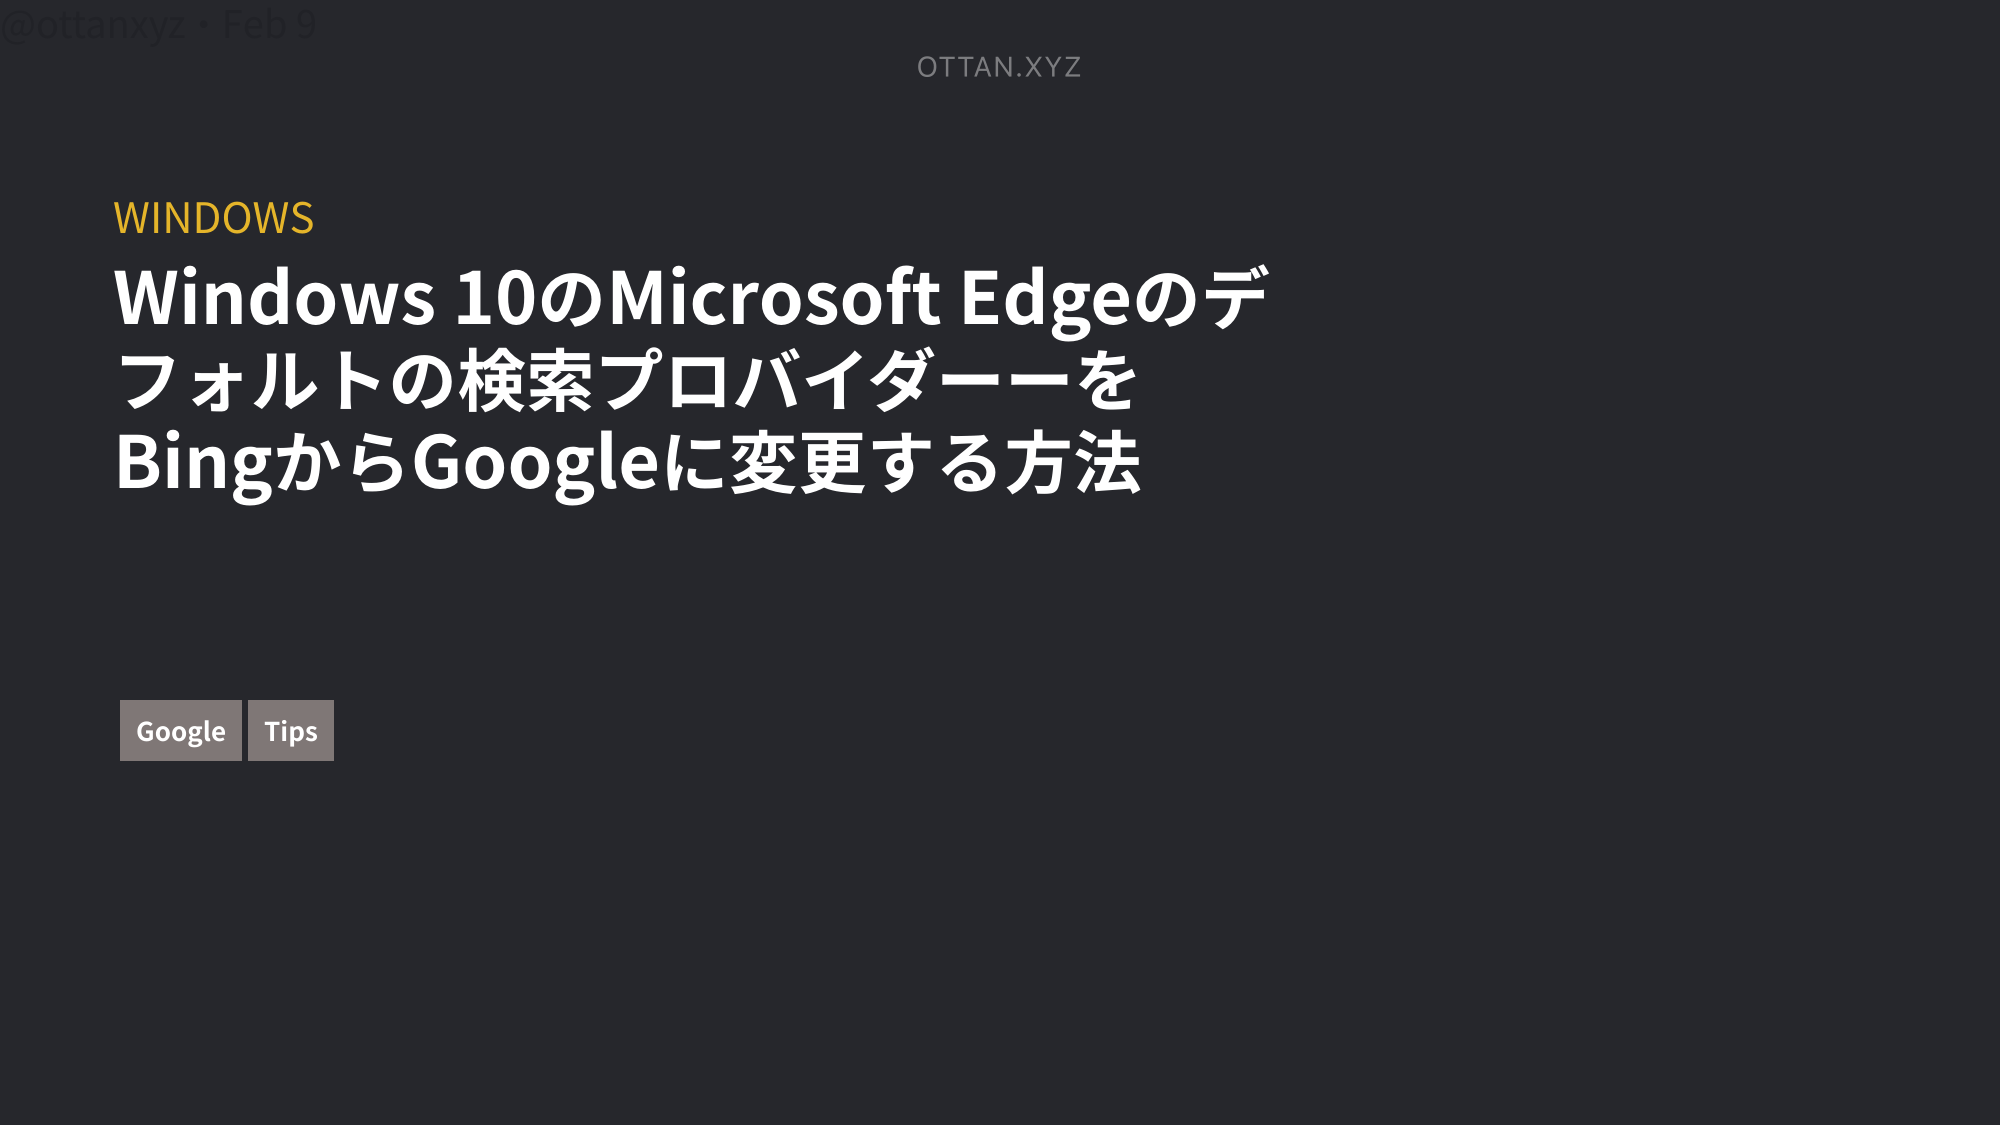 @ottanxyz・Feb 9
OTTAN.XYZ
WINDOWS
Windows 10のMicrosoft Edgeのデ
フォルトの検索プロバイダーーを
BingからGoogleに変更する方法
Google
Tips